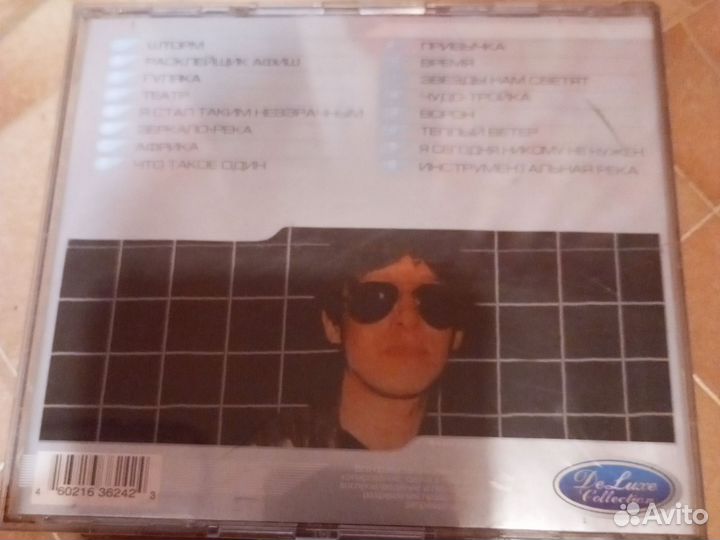 ШТОРМ
РАСКЛЕЙЩИК АФИШ
ГУЛЯКА
ТЕАТР
Я СТАЛ ТАКИМ НЕВЗРАЧНЫМ
ЗЕРКАЛО-РЕКА
АФРИКА
ЧТО ТАКОЕ ОДИН
ПРИВЫЧКА
ВРЕМЯ
ЗВЕЗДЫ НАМ СВЕТЯТ
ЧУДО-ТРОЙКА
ВОРОН
ТЕПЛЫЙ ВЕТЕР
Я СЕГОДНЯ НИКОМУ НЕ НУЖЕН
ИНСТРУМЕНТАЛЬНАЯ РЕКА
4 60216 36242 3
De Luxe
Collection
Avito